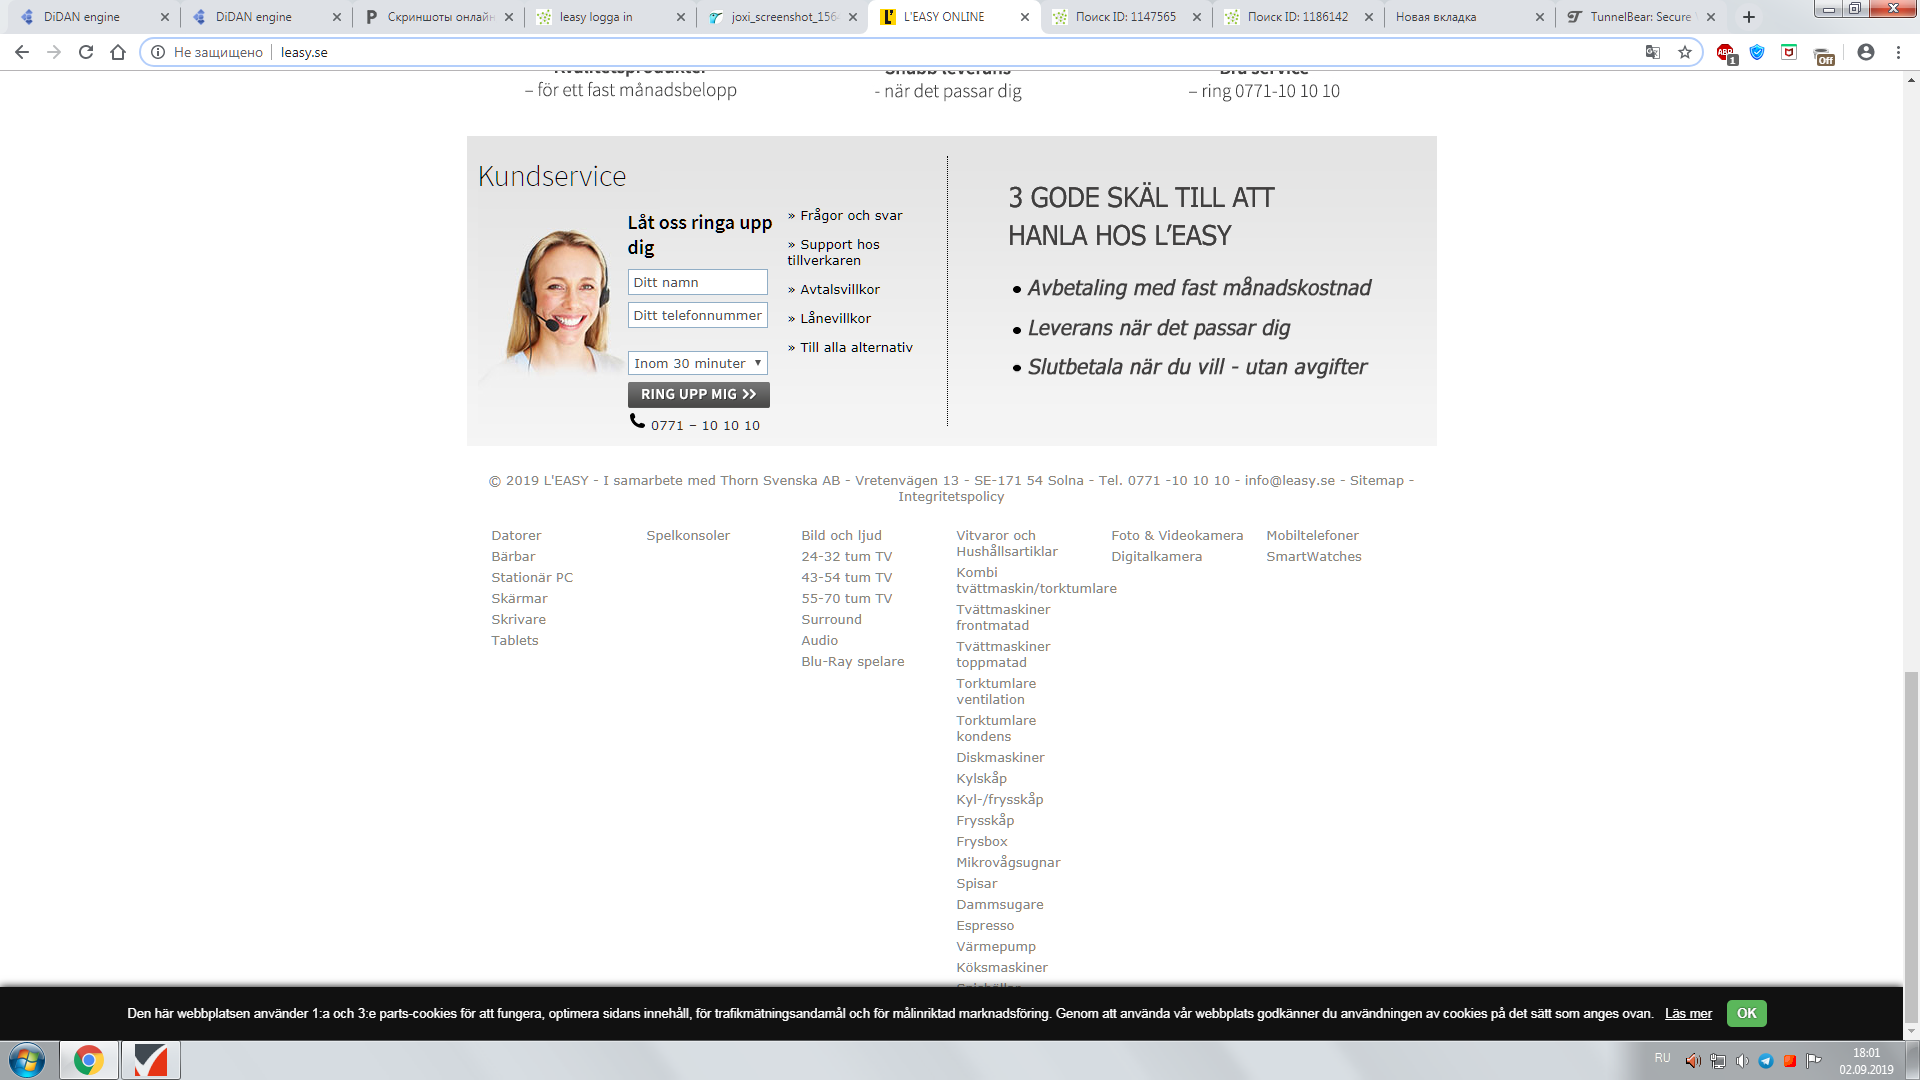 DiDAN engine
DiDAN engine
Скриншоты онлайн
leasy logga in
joxi_screenshot_156
L'EASY ONLINE
Поиск ID: 1147565
Поиск ID: 1186142
Новая вкладка
TunnelBear: Secure
Не защищено
leasy.se
ABP
1
Off
Kvalitetsprodukter
– för ett fast månadsbelopp
Snabb leverans
- när det passar dig
Bra service
– ring 0771-10 10 10
Kundservice
Låt oss ringa upp
dig
Ditt namn
Ditt telefonnummer
Inom 30 minuter
RING UPP MIG >>
0771 – 10 10 10
» Frågor och svar
» Support hos
tillverkaren
» Avtalsvillkor
» Lånevillkor
» Till alla alternativ
3 GODE SKÄL TILL ATT
HANLA HOS L’EASY
• Avbetaling med fast månadskostnad
• Leverans när det passar dig
• Slutbetala när du vill - utan avgifter
© 2019 L'EASY - I samarbete med Thorn Svenska AB - Vretenvägen 13 - SE-171 54 Solna - Tel. 0771 -10 10 10 - info@leasy.se - Sitemap -
Integritetspolicy
Datorer
Bärbar
Stationär PC
Skärmar
Skrivare
Tablets
Spelkonsoler
Bild och ljud
24-32 tum TV
43-54 tum TV
55-70 tum TV
Surround
Audio
Blu-Ray spelare
Vitvaror och
Hushållsartiklar
Kombi
tvättmaskin/torktumlare
Tvättmaskiner
frontmatad
Tvättmaskiner
toppmatad
Torktumlare
ventilation
Torktumlare
kondens
Diskmaskiner
Kylskåp
Kyl-/frysskåp
Frysskåp
Frysbox
Mikrovågsugnar
Spisar
Dammsugare
Espresso
Värmepump
Köksmaskiner
Foto & Videokamera
Digitalkamera
Mobiltelefoner
SmartWatches
Den här webbplatsen använder 1:a och 3:e parts-cookies för att fungera, optimera sidans innehåll, för trafikmätningsandamål och för målinriktad marknadsföring. Genom att använda vår webbplats godkänner du användningen av cookies på det sätt som anges ovan. Läs mer OK
RU
18:01
02.09.2019